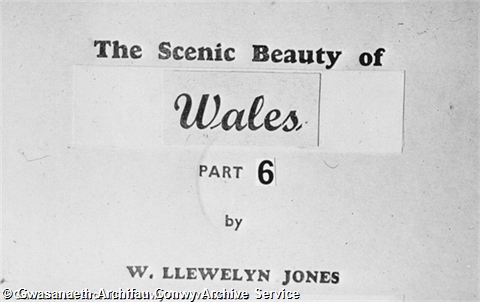 The Scenic Beauty of
Wales
PART 6
by
W. LLEWELYN JONES
© Gwasanaeth Archifau Conwy Archive Service